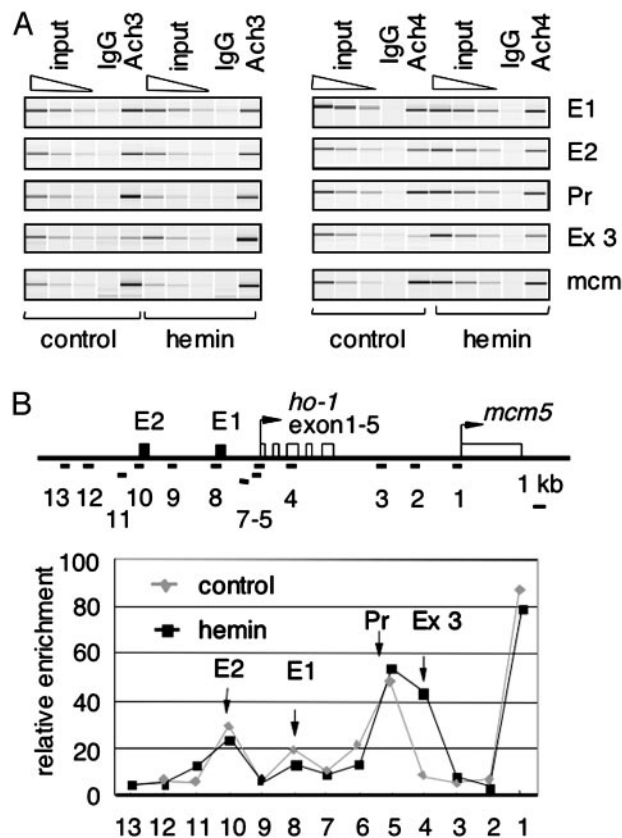 A
input IgG Ach3 input IgG Ach3
input IgG Ach4 input IgG Ach4
E1
E2
Pr
Ex 3
mcm
control hemin control hemin
B
E2 E1 ho-1 mcm5
exon1-5
13 12 10 9 8 4 3 2 1 1 kb
11 7-5
100
80
60
40
20
0
relative enrichment
control
hemin
E2 E1 Pr Ex 3
13 12 11 10 9 8 7 6 5 4 3 2 1